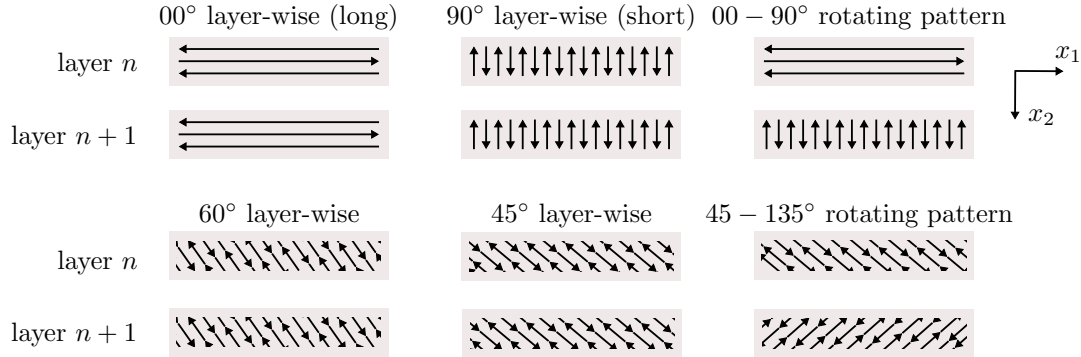 00° layer-wise (long) 90° layer-wise (short) 00 − 90° rotating pattern
layer n
x₁
layer n + 1
x₂
60° layer-wise 45° layer-wise 45 − 135° rotating pattern
layer n
layer n + 1